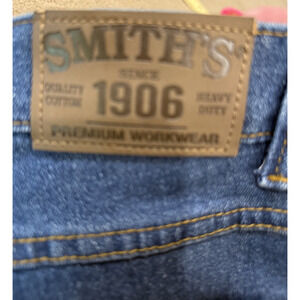 SMITH'S
SINCE
QUALITY COTTON
1906
HEAVY DUTY
PREMIUM WORKWEAR